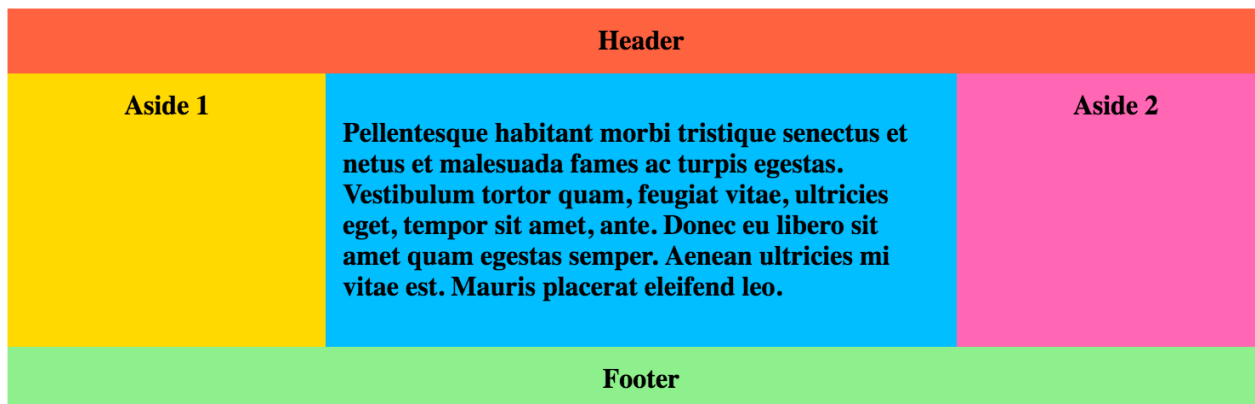 Header
Aside 1
Pellentesque habitant morbi tristique senectus et
netus et malesuada fames ac turpis egestas.
Vestibulum tortor quam, feugiat vitae, ultricies
eget, tempor sit amet, ante. Donec eu libero sit
amet quam egestas semper. Aenean ultricies mi
vitae est. Mauris placerat eleifend leo.
Aside 2
Footer